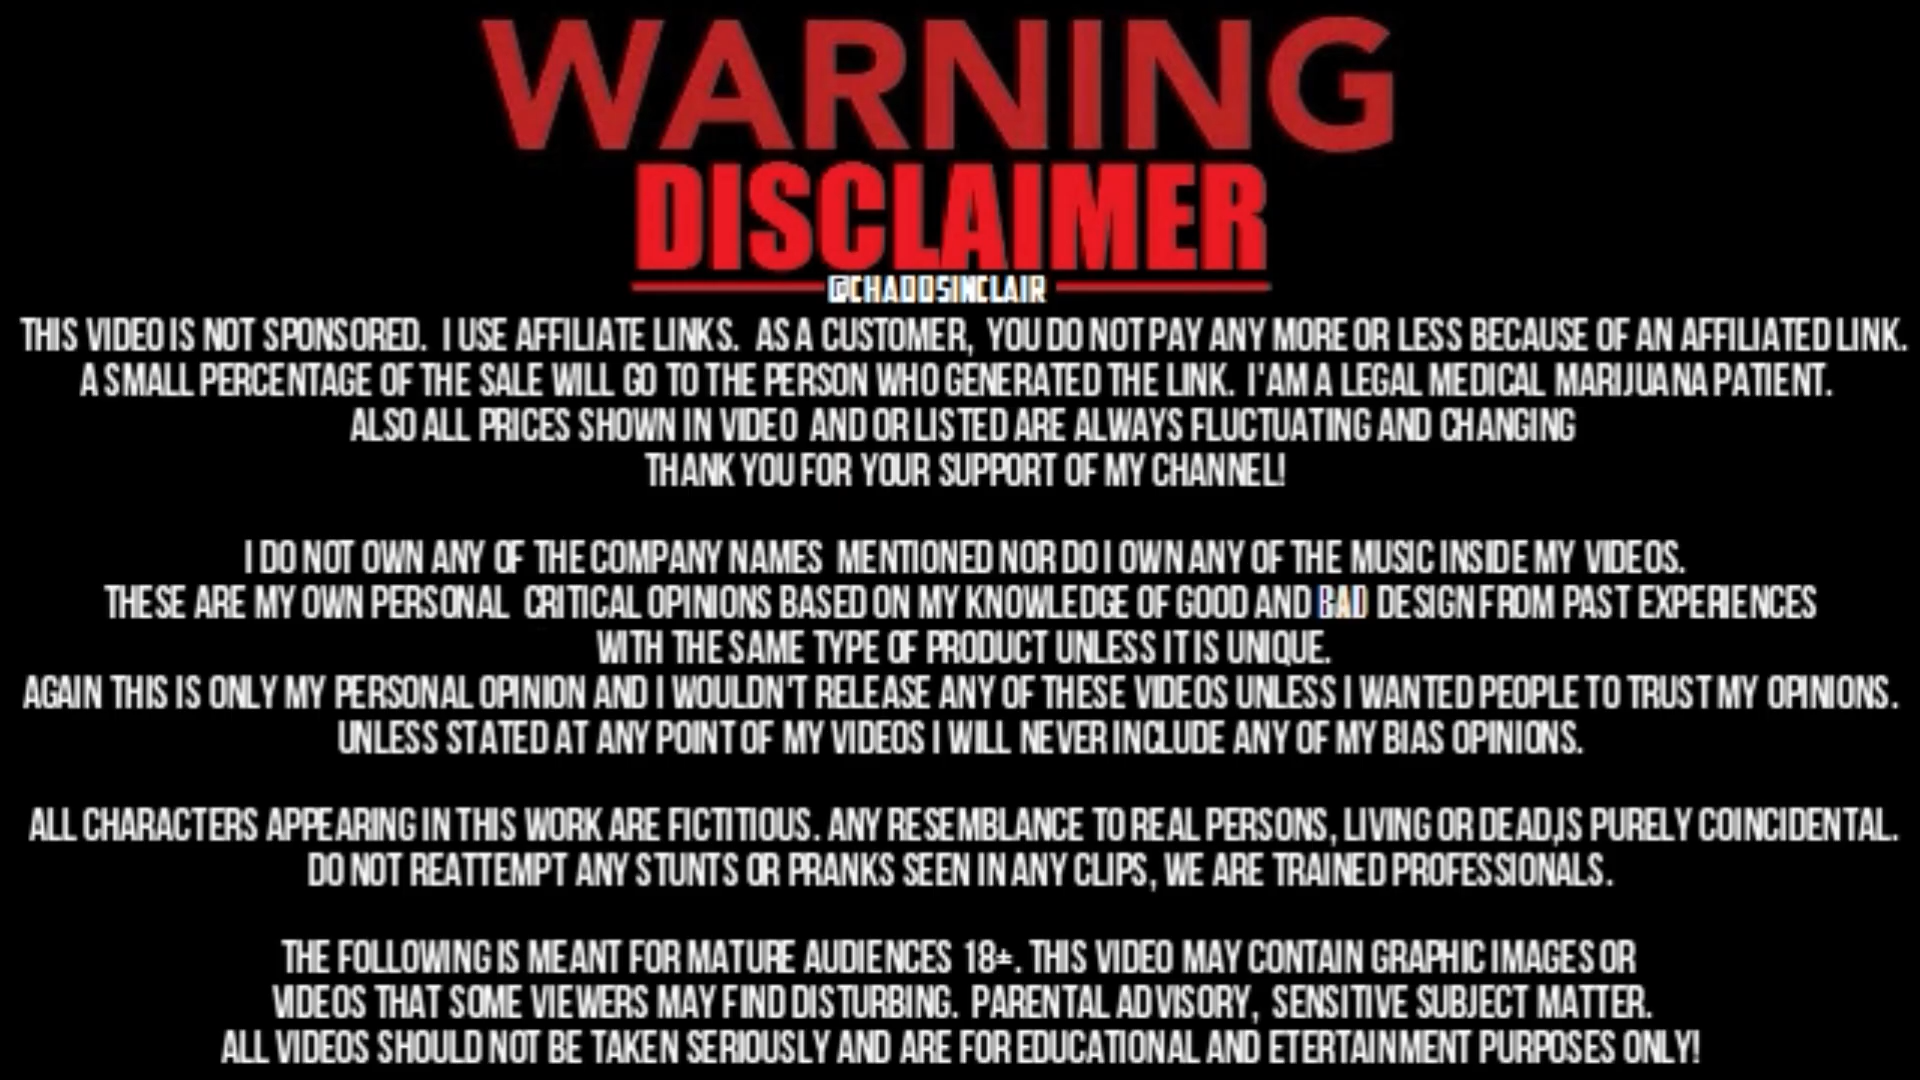 WARNING
DISCLAIMER
@CHADDSINCLAIR
THIS VIDEO IS NOT SPONSORED. I USE AFFILIATE LINKS. AS A CUSTOMER, YOU DO NOT PAY ANY MORE OR LESS BECAUSE OF AN AFFILIATED LINK.
A SMALL PERCENTAGE OF THE SALE WILL GO TO THE PERSON WHO GENERATED THE LINK. I'AM A LEGAL MEDICAL MARIJUANA PATIENT.
ALSO ALL PRICES SHOWN IN VIDEO AND OR LISTED ARE ALWAYS FLUCTUATING AND CHANGING
THANK YOU FOR YOUR SUPPORT OF MY CHANNEL!
I DO NOT OWN ANY OF THE COMPANY NAMES MENTIONED NOR DO I OWN ANY OF THE MUSIC INSIDE MY VIDEOS.
THESE ARE MY OWN PERSONAL CRITICAL OPINIONS BASED ON MY KNOWLEDGE OF GOOD AND BAD DESIGN FROM PAST EXPERIENCES
WITH THE SAME TYPE OF PRODUCT UNLESS IT IS UNIQUE.
AGAIN THIS IS ONLY MY PERSONAL OPINION AND I WOULDN'T RELEASE ANY OF THESE VIDEOS UNLESS I WANTED PEOPLE TO TRUST MY OPINIONS.
UNLESS STATED AT ANY POINT OF MY VIDEOS I WILL NEVER INCLUDE ANY OF MY BIAS OPINIONS.
ALL CHARACTERS APPEARING IN THIS WORK ARE FICTITIOUS. ANY RESEMBLANCE TO REAL PERSONS, LIVING OR DEAD,IS PURELY COINCIDENTAL.
DO NOT REATTEMPT ANY STUNTS OR PRANKS SEEN IN ANY CLIPS, WE ARE TRAINED PROFESSIONALS.
THE FOLLOWING IS MEANT FOR MATURE AUDIENCES 18+. THIS VIDEO MAY CONTAIN GRAPHIC IMAGES OR
VIDEOS THAT SOME VIEWERS MAY FIND DISTURBING. PARENTAL ADVISORY, SENSITIVE SUBJECT MATTER.
ALL VIDEOS SHOULD NOT BE TAKEN SERIOUSLY AND ARE FOR EDUCATIONAL AND ETERTAINMENT PURPOSES ONLY!